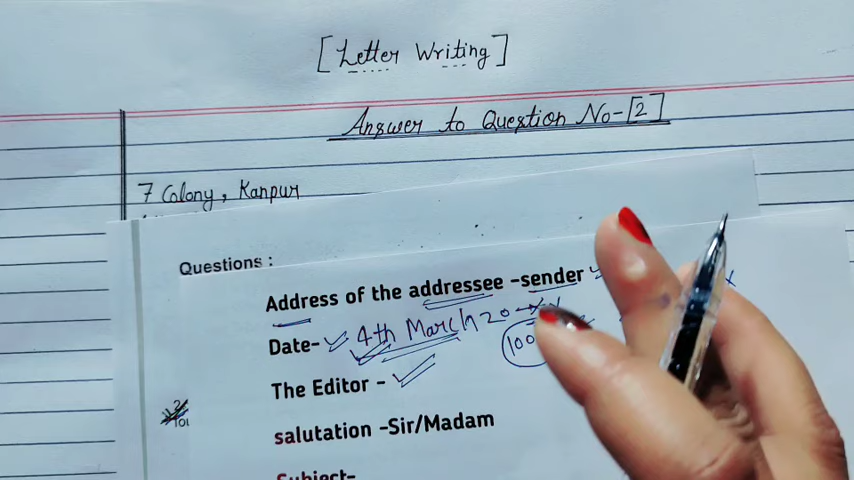 [Letter Writing]
Answer to Question No-[2]
7 Colony, Kanpur
Questions :
Address of the addressee -sender
Date- 4th March 20
The Editor -
salutation -Sir/Madam
Subject-